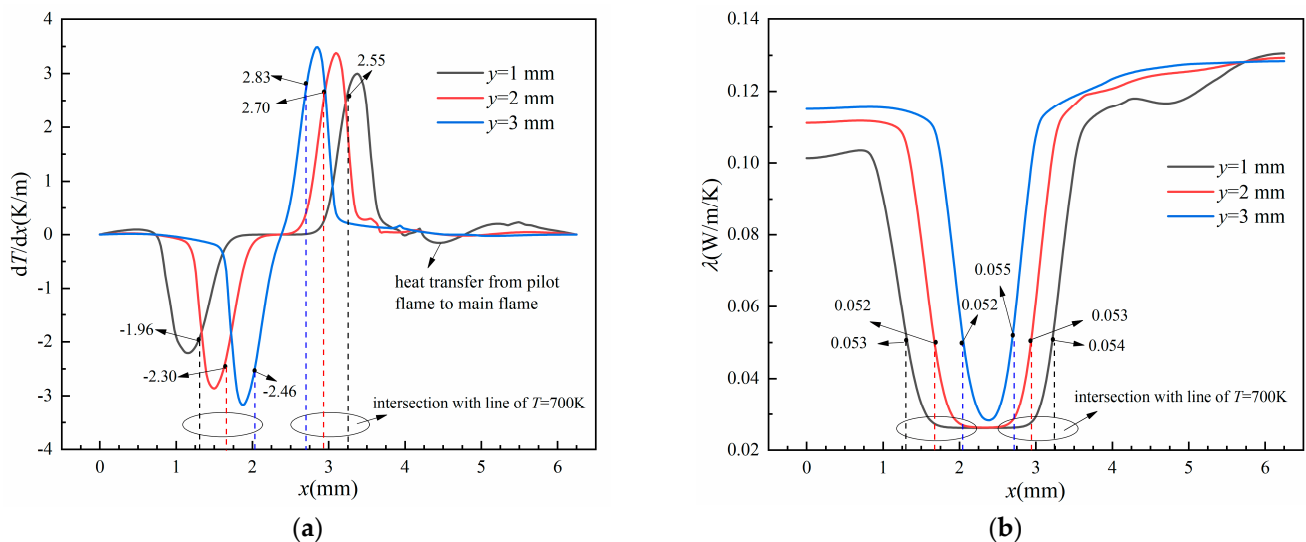 4
3
2
1
0
-1
-2
-3
-4
dT/dx(K/m)
0
1
2
3
4
5
6
x(mm)
2.83
2.70
2.55
y=1 mm
y=2 mm
y=3 mm
-1.96
-2.30
-2.46
heat transfer from pilot
flame to main flame
intersection with line of T=700K
(a)
0.14
0.12
0.10
0.08
0.06
0.04
0.02
λ(W/m/K)
0
1
2
3
4
5
6
x(mm)
y=1 mm
y=2 mm
y=3 mm
0.052
0.053
0.055
0.052
0.053
0.054
intersection with line of T=700K
(b)